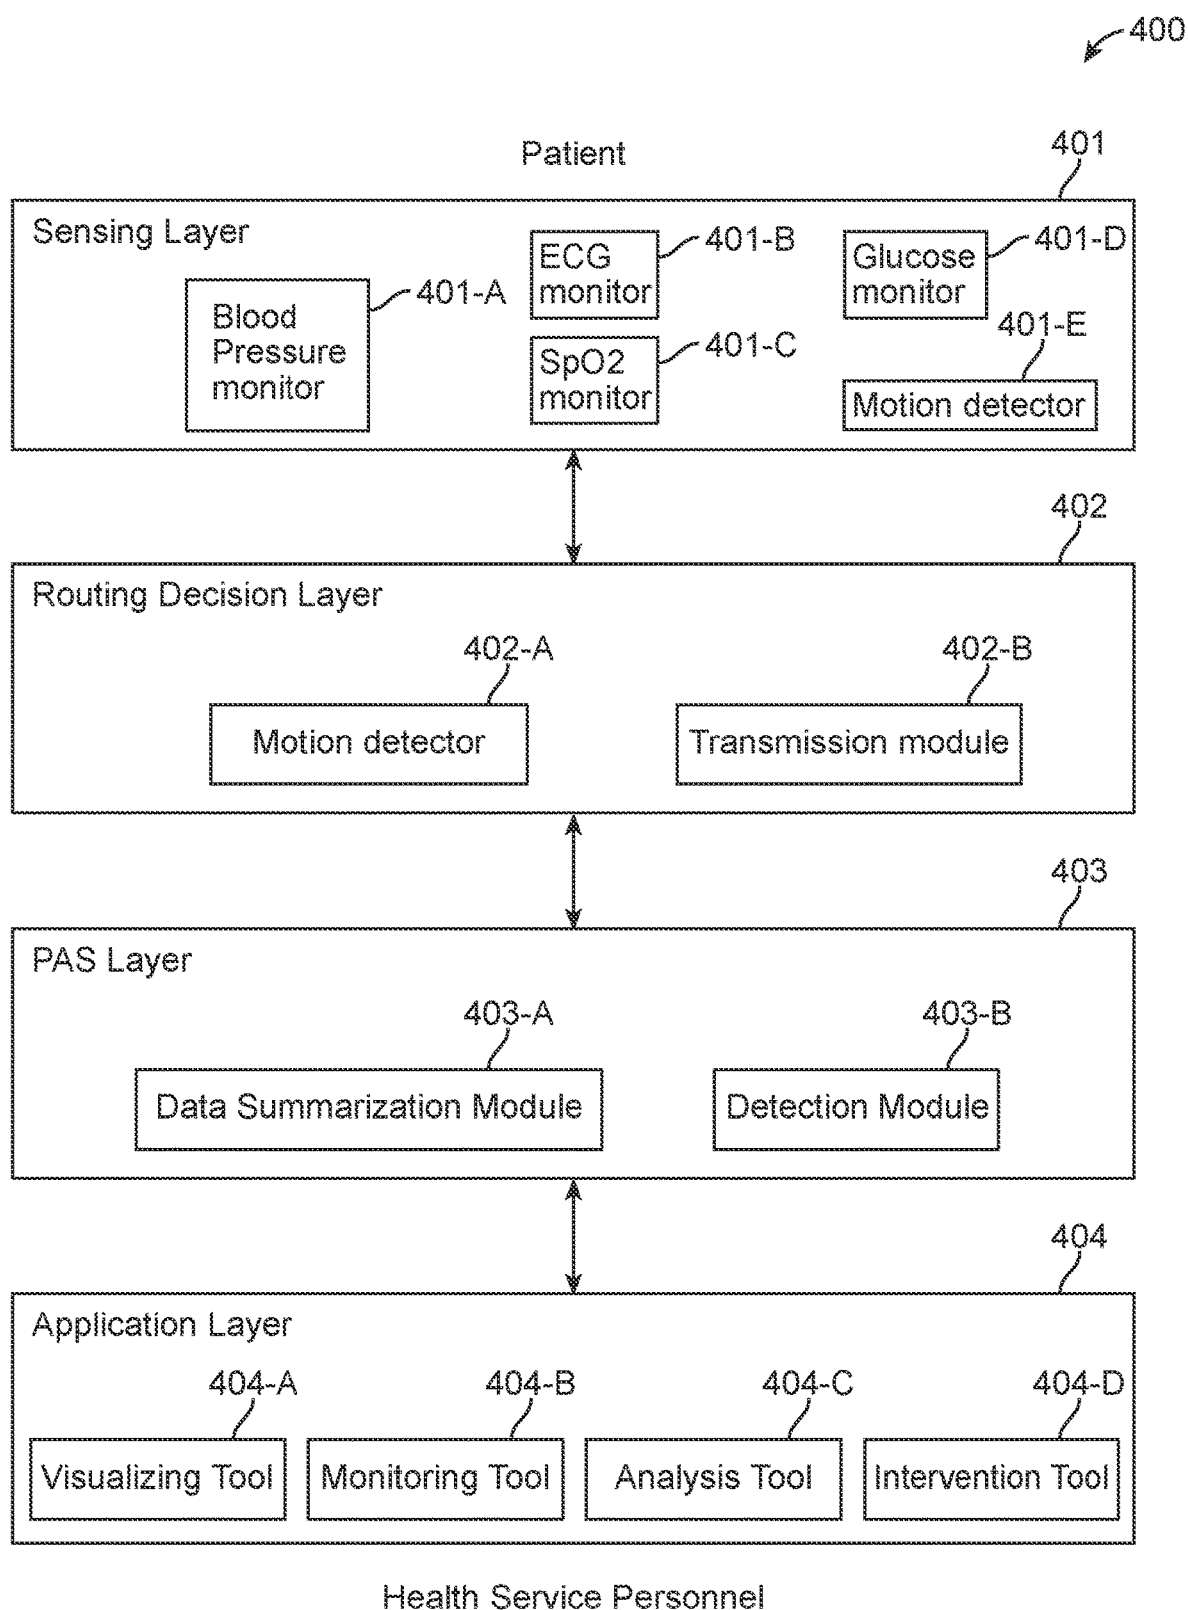 400
Patient
401
Sensing Layer
Blood
Pressure
monitor
401-A
ECG
monitor
401-B
SpO2
monitor
401-C
Glucose
monitor
401-D
401-E
Motion detector
402
Routing Decision Layer
402-A
Motion detector
402-B
Transmission module
403
PAS Layer
403-A
Data Summarization Module
403-B
Detection Module
404
Application Layer
404-A
Visualizing Tool
404-B
Monitoring Tool
404-C
Analysis Tool
404-D
Intervention Tool
Health Service Personnel